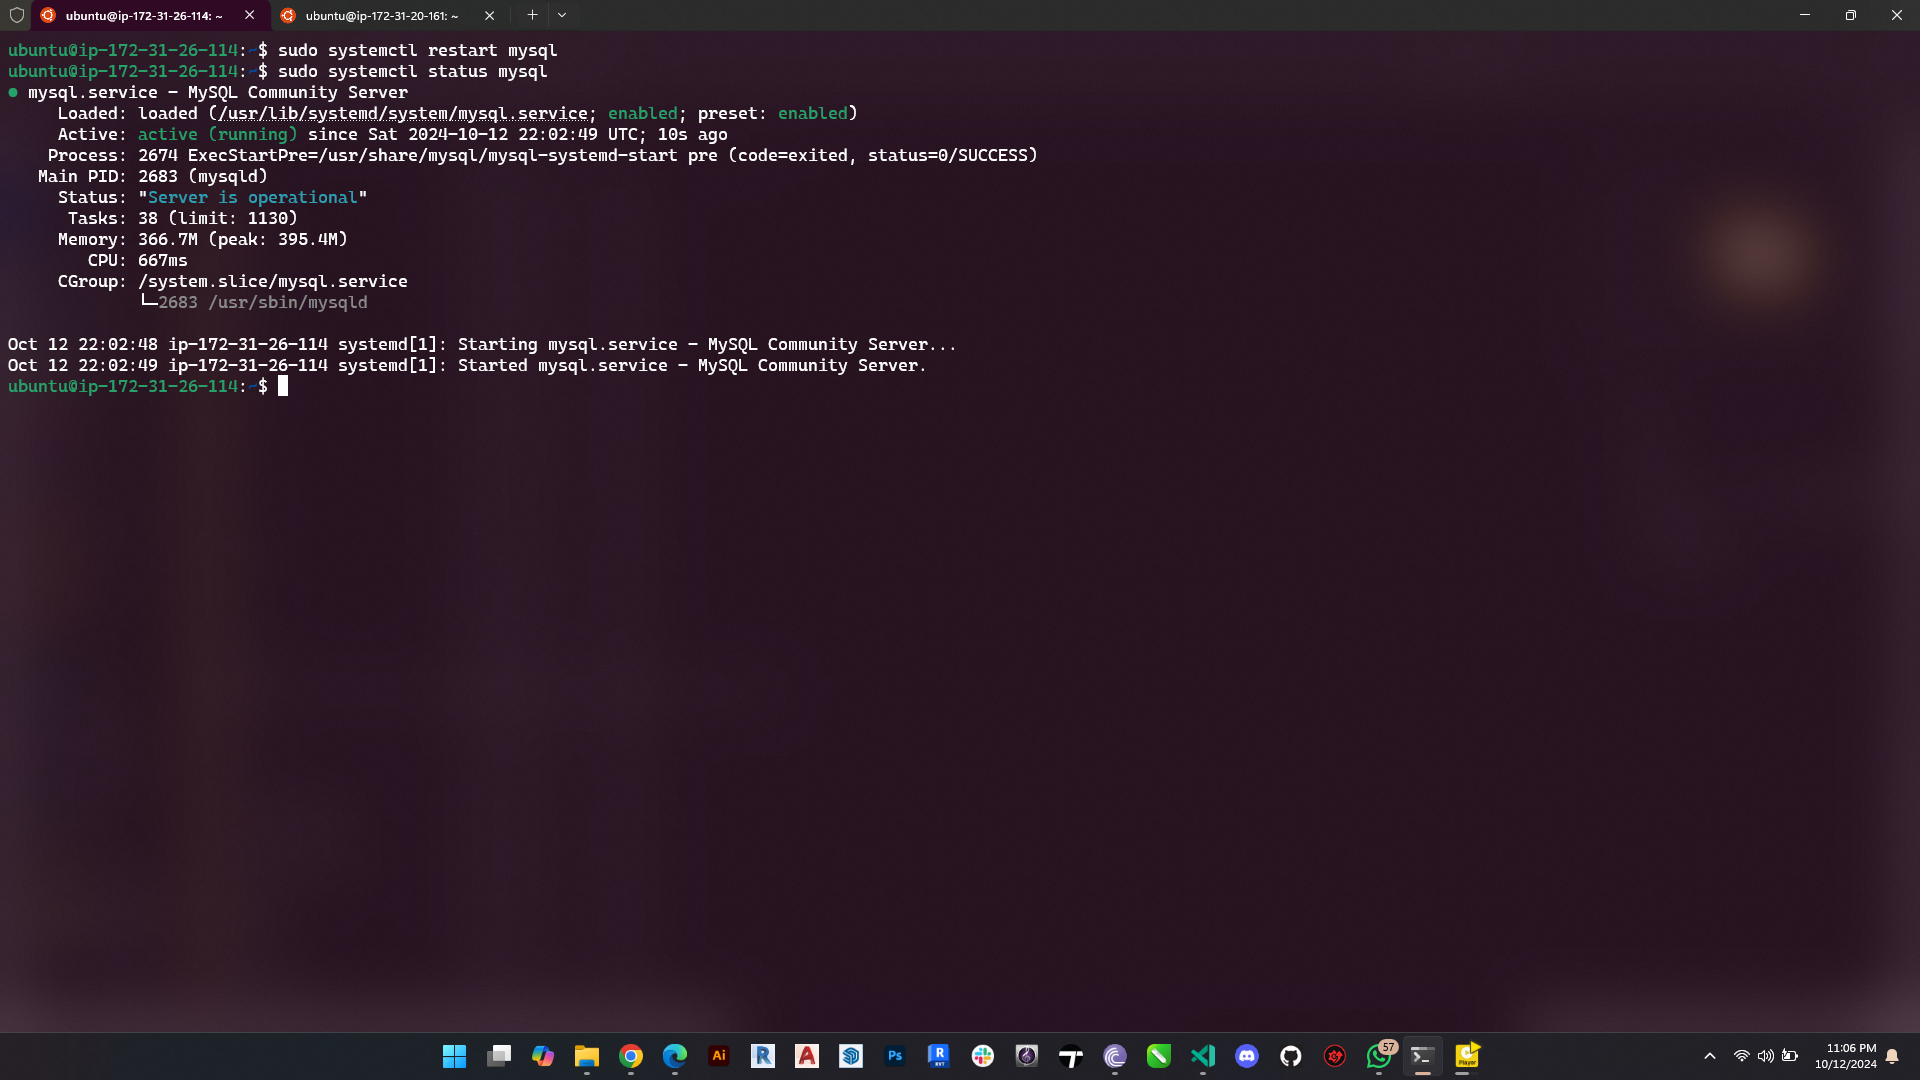 ubuntu@ip-172-31-26-114: ~
ubuntu@ip-172-31-20-161: ~
ubuntu@ip-172-31-26-114:~$ sudo systemctl restart mysql
ubuntu@ip-172-31-26-114:~$ sudo systemctl status mysql
● mysql.service - MySQL Community Server
Loaded: loaded (/usr/lib/systemd/system/mysql.service; enabled; preset: enabled)
Active: active (running) since Sat 2024-10-12 22:02:49 UTC; 10s ago
Process: 2674 ExecStartPre=/usr/share/mysql/mysql-systemd-start pre (code=exited, status=0/SUCCESS)
Main PID: 2683 (mysqld)
Status: "Server is operational"
Tasks: 38 (limit: 1130)
Memory: 366.7M (peak: 395.4M)
CPU: 667ms
CGroup: /system.slice/mysql.service
└─2683 /usr/sbin/mysqld
Oct 12 22:02:48 ip-172-31-26-114 systemd[1]: Starting mysql.service - MySQL Community Server...
Oct 12 22:02:49 ip-172-31-26-114 systemd[1]: Started mysql.service - MySQL Community Server.
ubuntu@ip-172-31-26-114:~$
Ai
R
A
Ps
R
RVT
57
Player
11:06 PM
10/12/2024